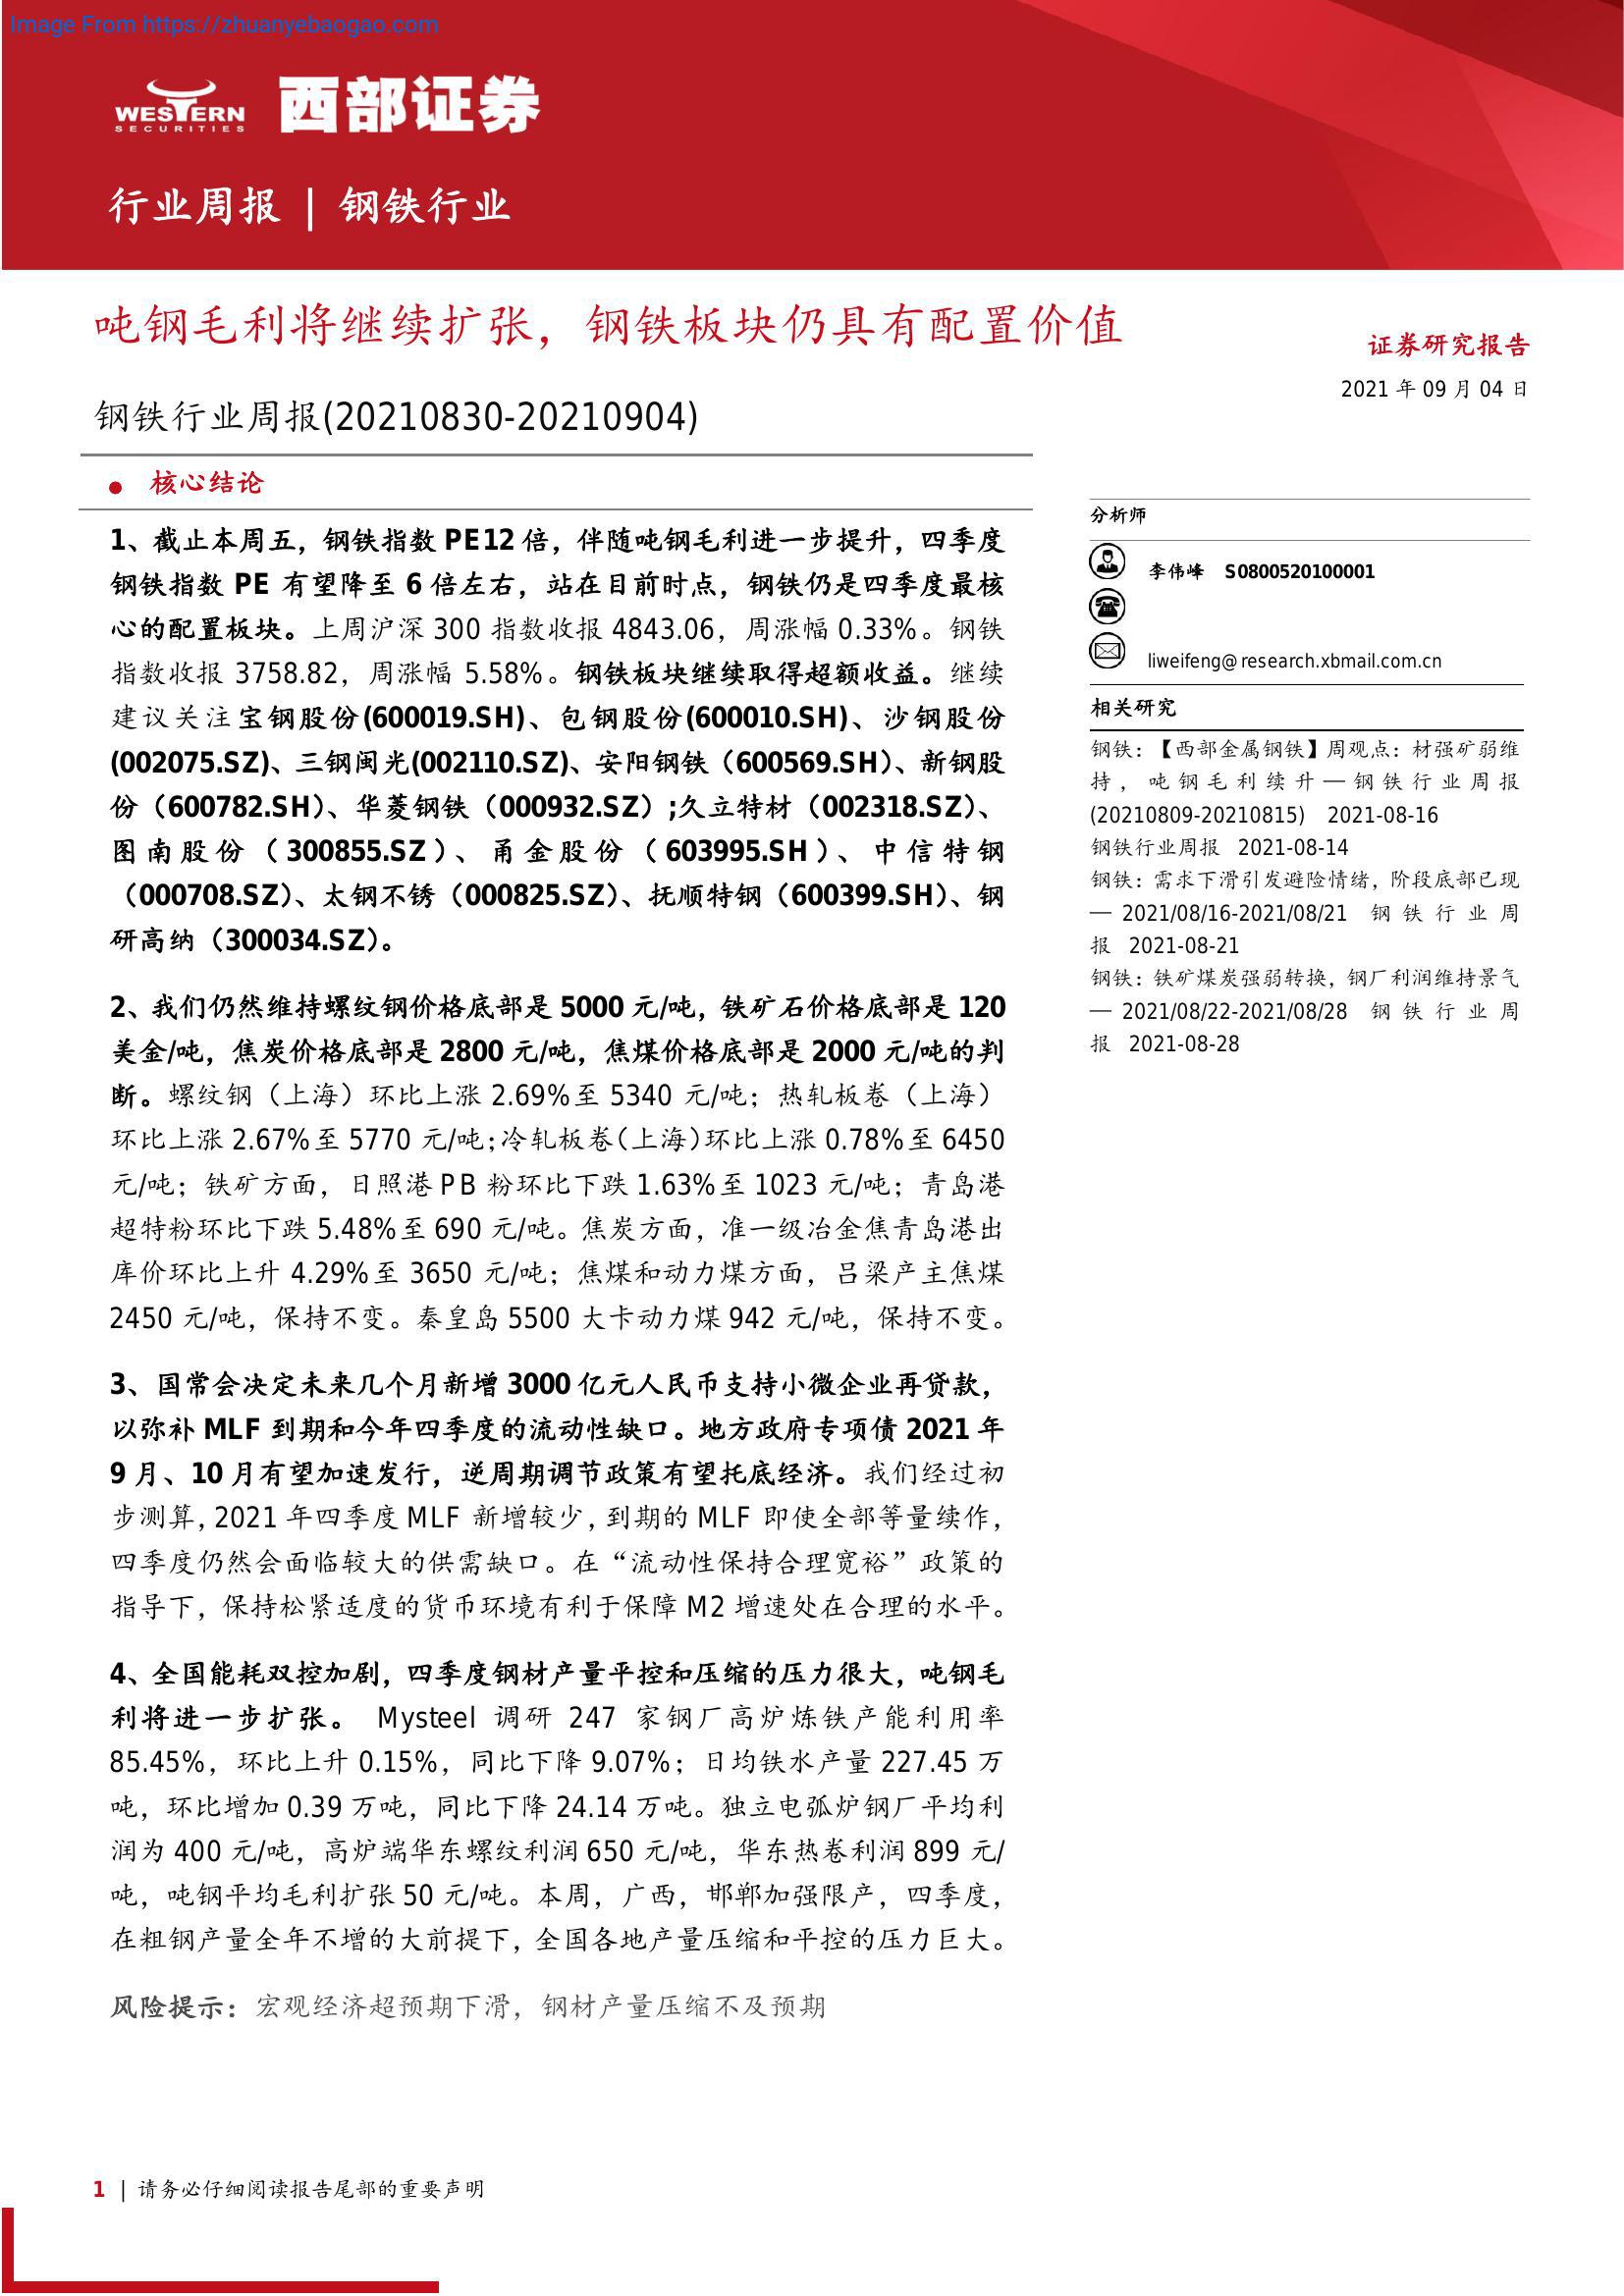 Image From https://zhuanyebaogao.com
WESTERN
SECURITIES
西部证券
行业周报 | 钢铁行业
吨钢毛利将继续扩张，钢铁板块仍具有配置价值
钢铁行业周报(20210830-20210904)
证券研究报告
2021 年 09 月 04 日
● 核心结论
1、截止本周五，钢铁指数 PE12 倍，伴随吨钢毛利进一步提升，四季度
钢铁指数 PE 有望降至 6 倍左右，站在目前时点，钢铁仍是四季度最核
心的配置板块。上周沪深 300 指数收报 4843.06，周涨幅 0.33%。钢铁
指数收报 3758.82，周涨幅 5.58%。钢铁板块继续取得超额收益。继续
建议关注宝钢股份(600019.SH)、包钢股份(600010.SH)、沙钢股份
(002075.SZ)、三钢闽光(002110.SZ)、安阳钢铁（600569.SH）、新钢股
份（600782.SH）、华菱钢铁（000932.SZ）;久立特材（002318.SZ）、
图南股份（300855.SZ）、甬金股份（603995.SH）、中信特钢
（000708.SZ）、太钢不锈（000825.SZ）、抚顺特钢（600399.SH）、钢
研高纳（300034.SZ）。
2、我们仍然维持螺纹钢价格底部是 5000 元/吨，铁矿石价格底部是 120
美金/吨，焦炭价格底部是 2800 元/吨，焦煤价格底部是 2000 元/吨的判
断。螺纹钢（上海）环比上涨 2.69%至 5340 元/吨；热轧板卷（上海）
环比上涨 2.67%至 5770 元/吨;冷轧板卷（上海）环比上涨 0.78%至 6450
元/吨；铁矿方面，日照港 PB 粉环比下跌 1.63%至 1023 元/吨；青岛港
超特粉环比下跌 5.48%至 690 元/吨。焦炭方面，准一级冶金焦青岛港出
库价环比上升 4.29%至 3650 元/吨；焦煤和动力煤方面，吕梁产主焦煤
2450 元/吨，保持不变。秦皇岛 5500 大卡动力煤 942 元/吨，保持不变。
3、国常会决定未来几个月新增 3000 亿元人民币支持小微企业再贷款，
以弥补 MLF 到期和今年四季度的流动性缺口。地方政府专项债 2021 年
9 月、10 月有望加速发行，逆周期调节政策有望托底经济。我们经过初
步测算，2021 年四季度 MLF 新增较少，到期的 MLF 即使全部等量续作，
四季度仍然会面临较大的供需缺口。在“流动性保持合理宽裕”政策的
指导下，保持松紧适度的货币环境有利于保障 M2 增速处在合理的水平。
4、全国能耗双控加剧，四季度钢材产量平控和压缩的压力很大，吨钢毛
利将进一步扩张。 Mysteel 调研 247 家钢厂高炉炼铁产能利用率
85.45%，环比上升 0.15%，同比下降 9.07%；日均铁水产量 227.45 万
吨，环比增加 0.39 万吨，同比下降 24.14 万吨。独立电弧炉钢厂平均利
润为 400 元/吨，高炉端华东螺纹利润 650 元/吨，华东热卷利润 899 元/
吨，吨钢平均毛利扩张 50 元/吨。本周，广西，邯郸加强限产，四季度，
在粗钢产量全年不增的大前提下，全国各地产量压缩和平控的压力巨大。
风险提示：宏观经济超预期下滑，钢材产量压缩不及预期
分析师
李伟峰 S0800520100001
liweifeng@research.xbmail.com.cn
相关研究
钢铁：【西部金属钢铁】周观点：材强矿弱维
持，吨钢毛利续升—钢铁行业周报
(20210809-20210815) 2021-08-16
钢铁行业周报 2021-08-14
钢铁：需求下滑引发避险情绪，阶段底部已现
— 2021/08/16-2021/08/21 钢铁行业周
报 2021-08-21
钢铁：铁矿煤炭强弱转换，钢厂利润维持景气
— 2021/08/22-2021/08/28 钢铁行业周
报 2021-08-28
1 | 请务必仔细阅读报告尾部的重要声明